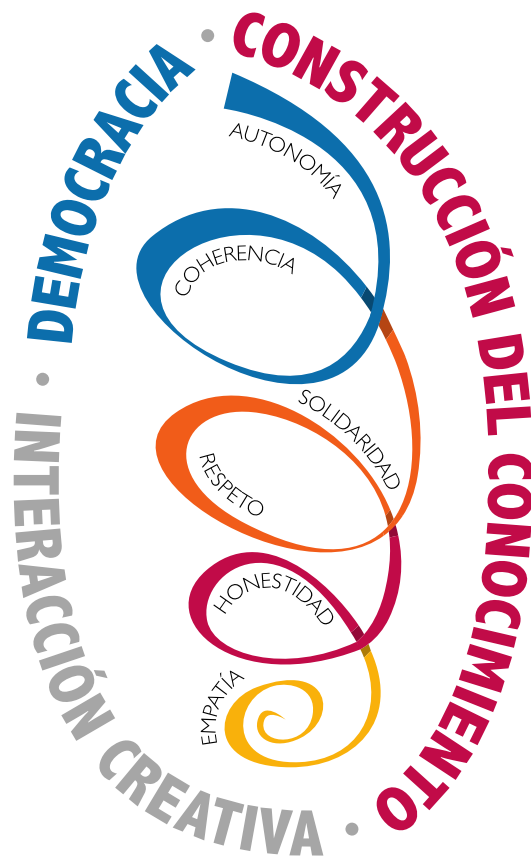 DEMOCRACIA · CONSTRUCCIÓN DEL CONOCIMIENTO · INTERACCIÓN CREATIVA ·
AUTONOMÍA
COHERENCIA
SOLIDARIDAD
RESPETO
HONESTIDAD
EMPATÍA